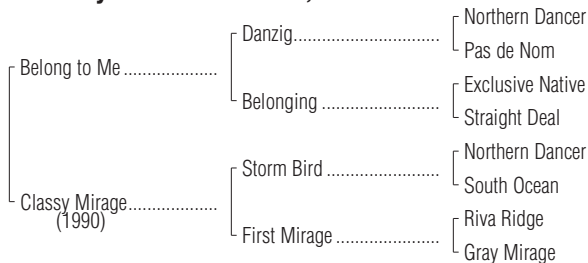 Northern Dancer
Danzig
Pas de Nom
Belong to Me
Exclusive Native
Belonging
Straight Deal
Northern Dancer
Storm Bird
South Ocean
Classy Mirage
(1990)
Riva Ridge
First Mirage
Gray Mirage